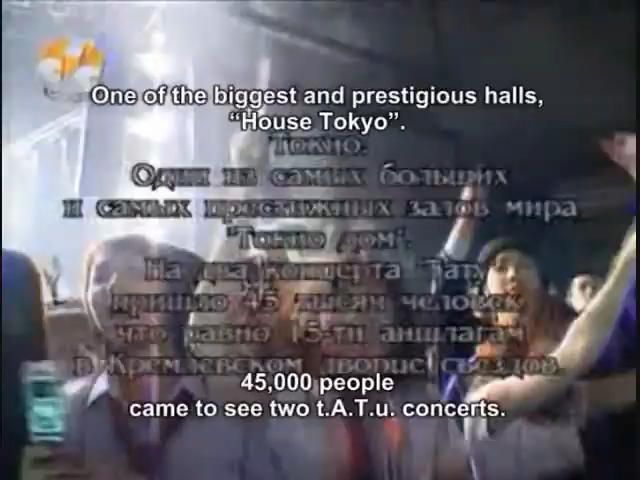 One of the biggest and prestigious halls,
“House Tokyo”.
Токио.
Один из самых больших
и самых престижных залов мира
"Токио дом".
На два концерта Тату
пришло 45 тысяч человек
что равно 15-ти аншлагам
в Кремлевском дворце съездов.
45,000 people
came to see two t.A.T.u. concerts.